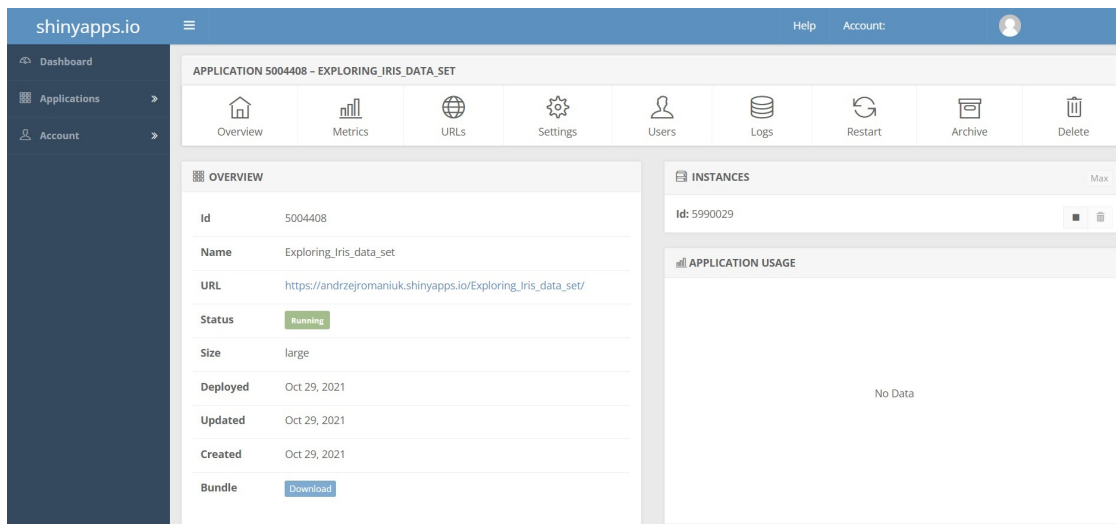 shinyapps.io
Help Account:
Dashboard
Applications
Account
APPLICATION 5004408 – EXPLORING_IRIS_DATA_SET
Overview Metrics URLs Settings Users Logs Restart Archive Delete
OVERVIEW
Id 5004408
Name Exploring_Iris_data_set
URL https://andrzejromaniuk.shinyapps.io/Exploring_Iris_data_set/
Status Running
Size large
Deployed Oct 29, 2021
Updated Oct 29, 2021
Created Oct 29, 2021
Bundle Download
INSTANCES Max
Id: 5990029
APPLICATION USAGE
No Data